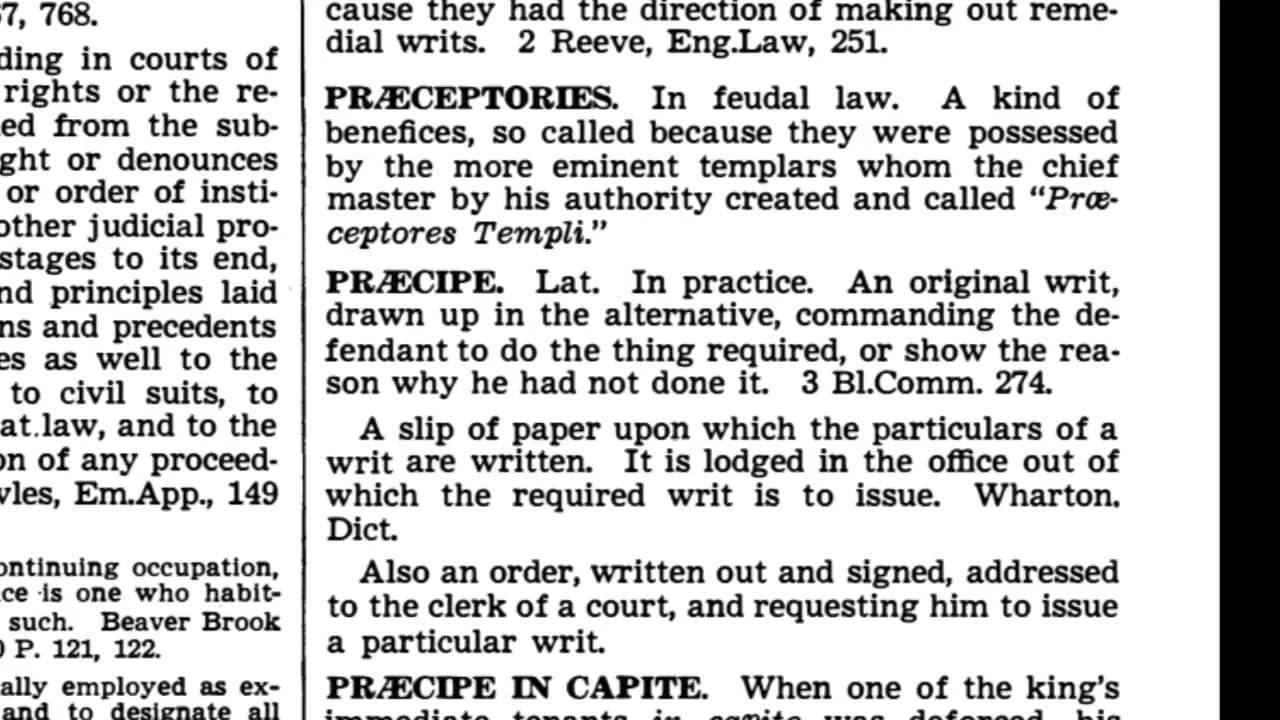 67, 768.
ding in courts of
rights or the re-
ed from the sub-
ght or denounces
or order of insti-
other judicial pro-
stages to its end,
nd principles laid
ns and precedents
es as well to the
to civil suits, to
at law, and to the
on of any proceed-
vles, Em.App., 149
ontinuing occupation,
ce is one who habit-
such. Beaver Brook
P. 121, 122.
ally employed as ex-
and to designate all
cause they had the direction of making out reme-
dial writs. 2 Reeve, Eng.Law, 251.
PRÆCEPTORIES. In feudal law. A kind of
benefices, so called because they were possessed
by the more eminent templars whom the chief
master by his authority created and called “Præ-
ceptores Templi.”
PRÆCIPE. Lat. In practice. An original writ,
drawn up in the alternative, commanding the de-
fendant to do the thing required, or show the rea-
son why he had not done it. 3 Bl.Comm. 274.
A slip of paper upon which the particulars of a
writ are written. It is lodged in the office out of
which the required writ is to issue. Wharton.
Dict.
Also an order, written out and signed, addressed
to the clerk of a court, and requesting him to issue
a particular writ.
PRÆCIPE IN CAPITE. When one of the king's
immediate tenants in capite was deforced, his